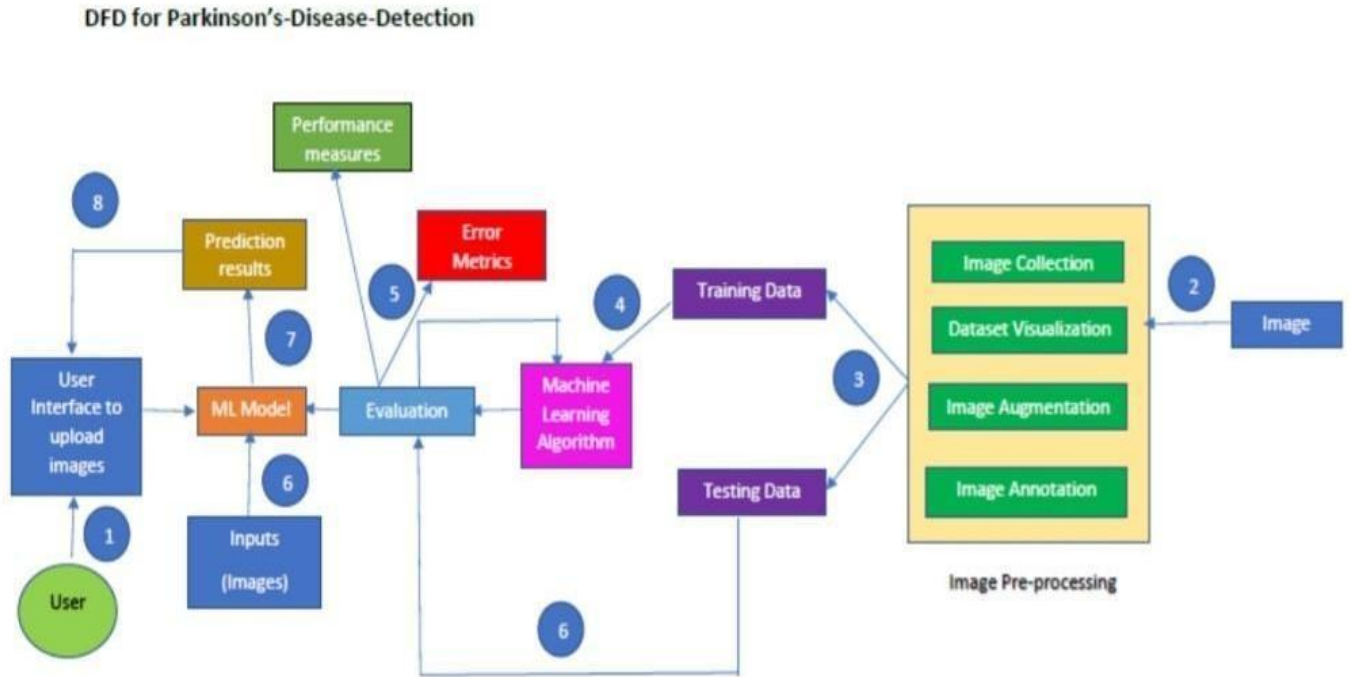 DFD for Parkinson's-Disease-Detection
Performance
measures
8
Prediction
results
Error
Metrics
5
7
4
Training Data
Image Collection
2
Image
Dataset Visualization
3
User
Interface to
upload
images
ML Model
Evaluation
Machine
Learning
Algorithm
Image Augmentation
6
Testing Data
Image Annotation
1
Inputs
(Images)
User
6
Image Pre-processing